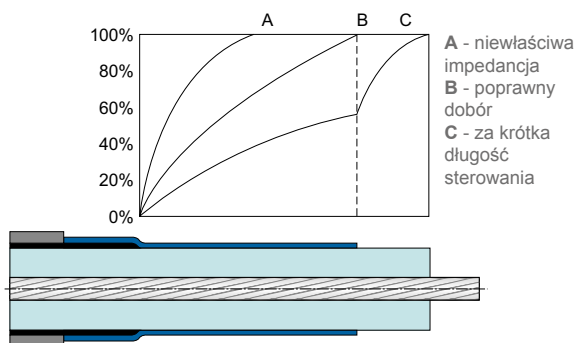 A B C
100%
80%
60%
40%
20%
0%
A - niewłaściwa
impedancja
B - poprawny
dobór
C - za krótka
długość
sterowania